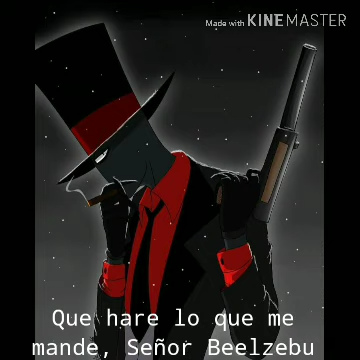 Made with KINEMASTER
Que hare lo que me
mande, Señor Beelzebu